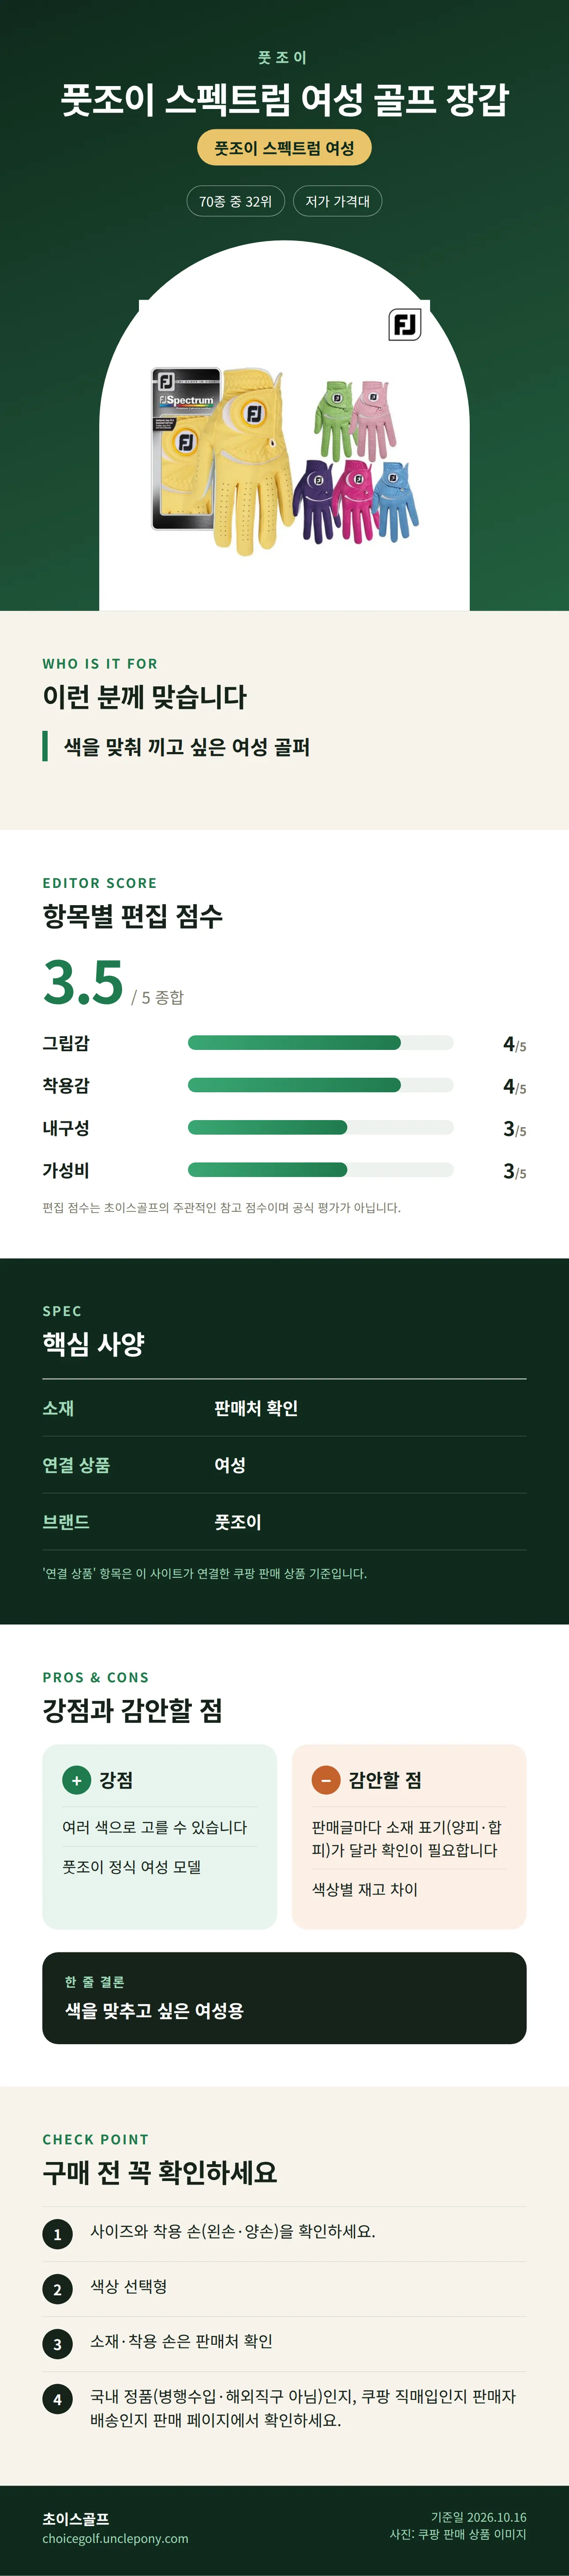 풋조이
풋조이 스펙트럼 여성 골프 장갑
풋조이 스펙트럼 여성
70종 중 32위
저가 가격대
FJ
FJ
FJ Spectrum
FJ
FJ
WHO IS IT FOR
이런 분께 맞습니다
색을 맞춰 끼고 싶은 여성 골퍼
EDITOR SCORE
항목별 편집 점수
3.5 / 5 종합
그립감 4/5
착용감 4/5
내구성 3/5
가성비 3/5
편집 점수는 초이스골프의 주관적인 참고 점수이며 공식 평가가 아닙니다.
SPEC
핵심 사양
소재 판매처 확인
연결 상품 여성
브랜드 풋조이
'연결 상품' 항목은 이 사이트가 연결한 쿠팡 판매 상품 기준입니다.
PROS & CONS
강점과 감안할 점
+ 강점
여러 색으로 고를 수 있습니다
풋조이 정식 여성 모델
− 감안할 점
판매글마다 소재 표기(양피·합
피)가 달라 확인이 필요합니다
색상별 재고 차이
한 줄 결론
색을 맞추고 싶은 여성용
CHECK POINT
구매 전 꼭 확인하세요
1 사이즈와 착용 손(왼손·양손)을 확인하세요.
2 색상 선택형
3 소재·착용 손은 판매처 확인
4 국내 정품(병행수입·해외직구 아님)인지, 쿠팡 직매입인지 판매자
배송인지 판매 페이지에서 확인하세요.
초이스골프
choicegolf.unclepony.com
기준일 2026.10.16
사진: 쿠팡 판매 상품 이미지